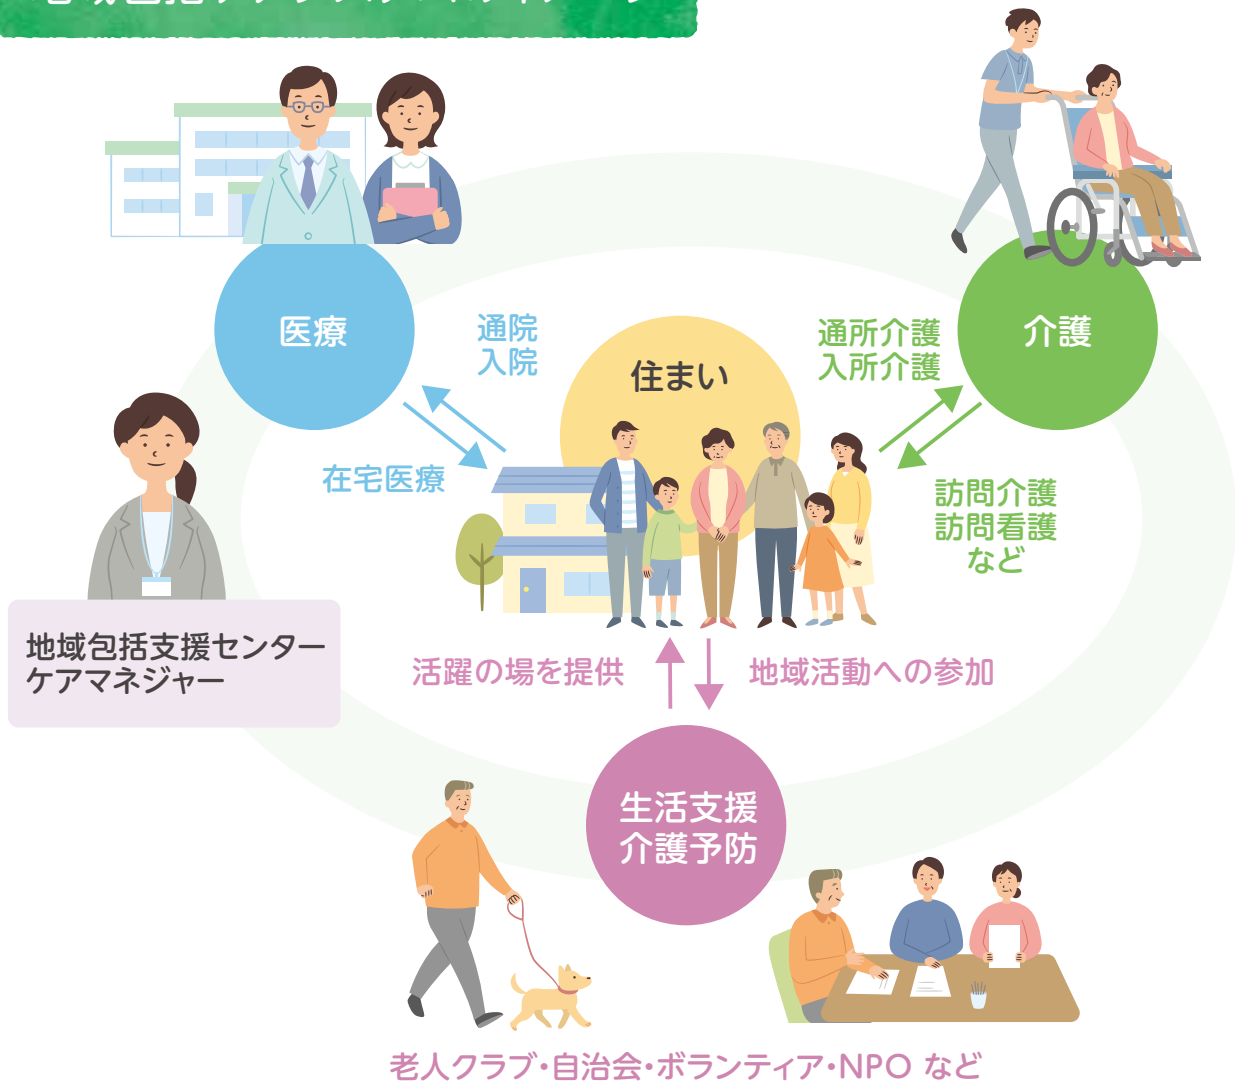 医療
介護
通院
入院
住まい
通所介護
入所介護
在宅医療
訪問介護
訪問看護
など
地域包括支援センター
ケアマネジャー
活躍の場を提供
地域活動への参加
生活支援
介護予防
老人クラブ・自治会・ボランティア・NPO など